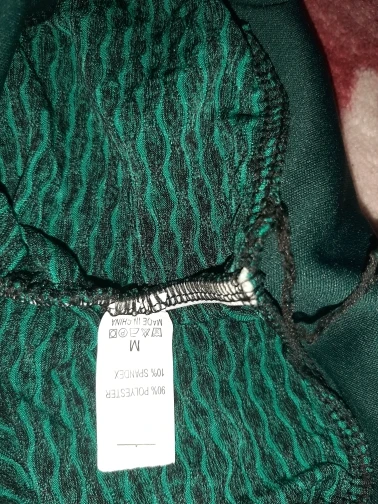 90% POLYESTER
10% SPANDEX
M
MADE IN CHINA